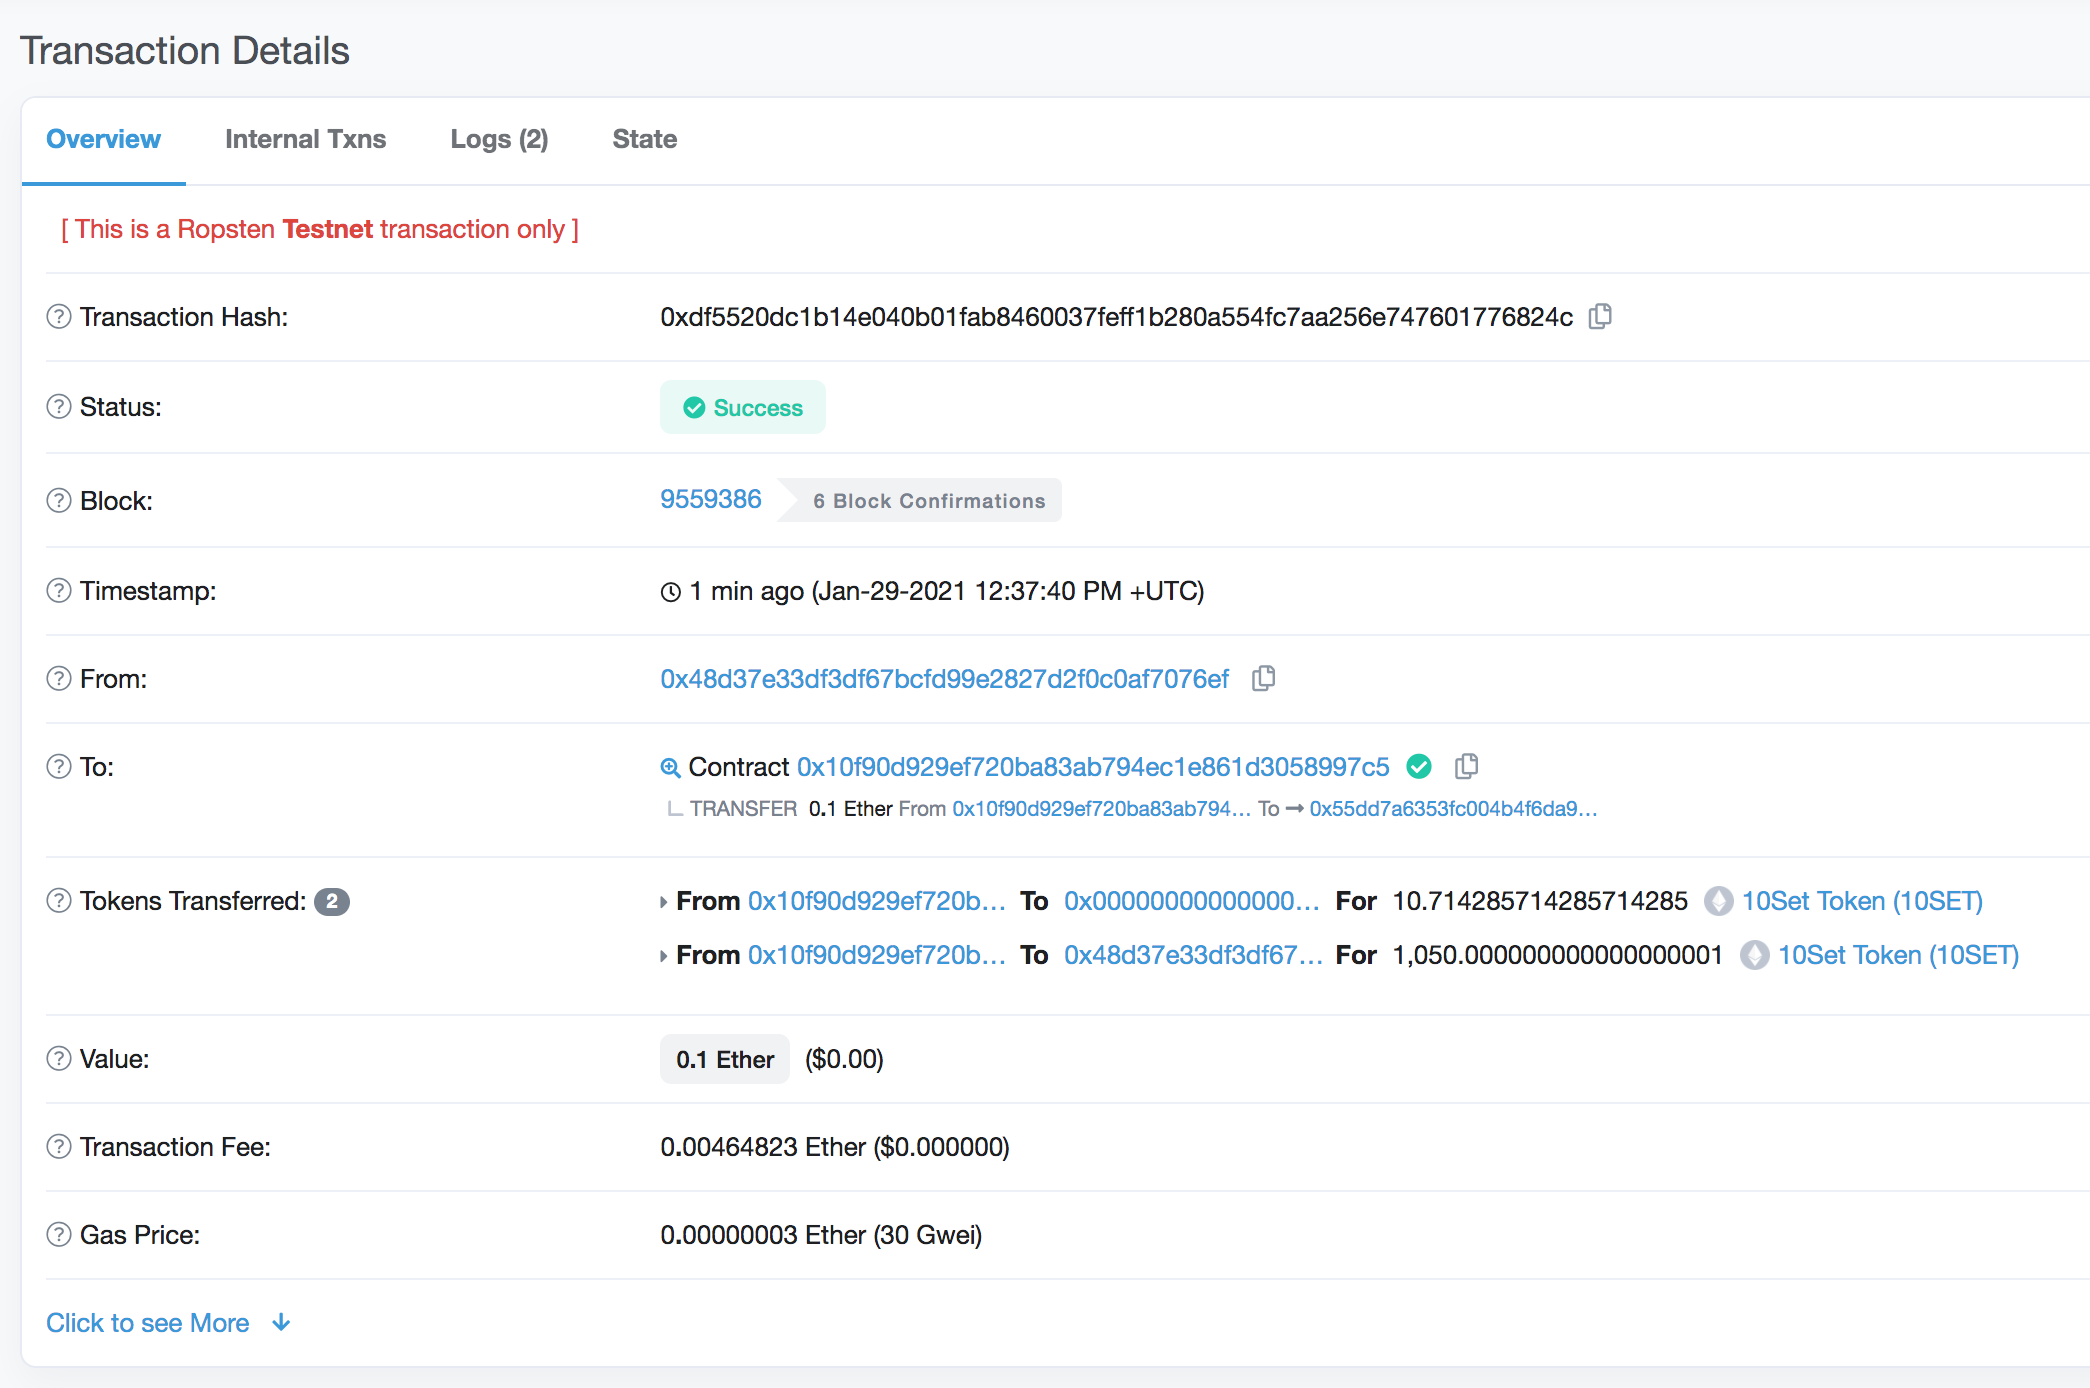 Transaction Details
Overview Internal Txns Logs (2) State
[ This is a Ropsten Testnet transaction only ]
Transaction Hash: 0xdf5520dc1b14e040b01fab8460037feff1b280a554fc7aa256e747601776824c
Status: Success
Block: 9559386 6 Block Confirmations
Timestamp: 1 min ago (Jan-29-2021 12:37:40 PM +UTC)
From: 0x48d37e33df3df67bcfd99e2827d2f0c0af7076ef
To: Contract 0x10f90d929ef720ba83ab794ec1e861d3058997c5
TRANSFER 0.1 Ether From 0x10f90d929ef720ba83ab794... To → 0x55dd7a6353fc004b4f6da9...
Tokens Transferred: 2 From 0x10f90d929ef720b... To 0x00000000000000... For 10.714285714285714285 10Set Token (10SET)
From 0x10f90d929ef720b... To 0x48d37e33df3df67... For 1,050.000000000000000001 10Set Token (10SET)
Value: 0.1 Ether ($0.00)
Transaction Fee: 0.00464823 Ether ($0.000000)
Gas Price: 0.00000003 Ether (30 Gwei)
Click to see More